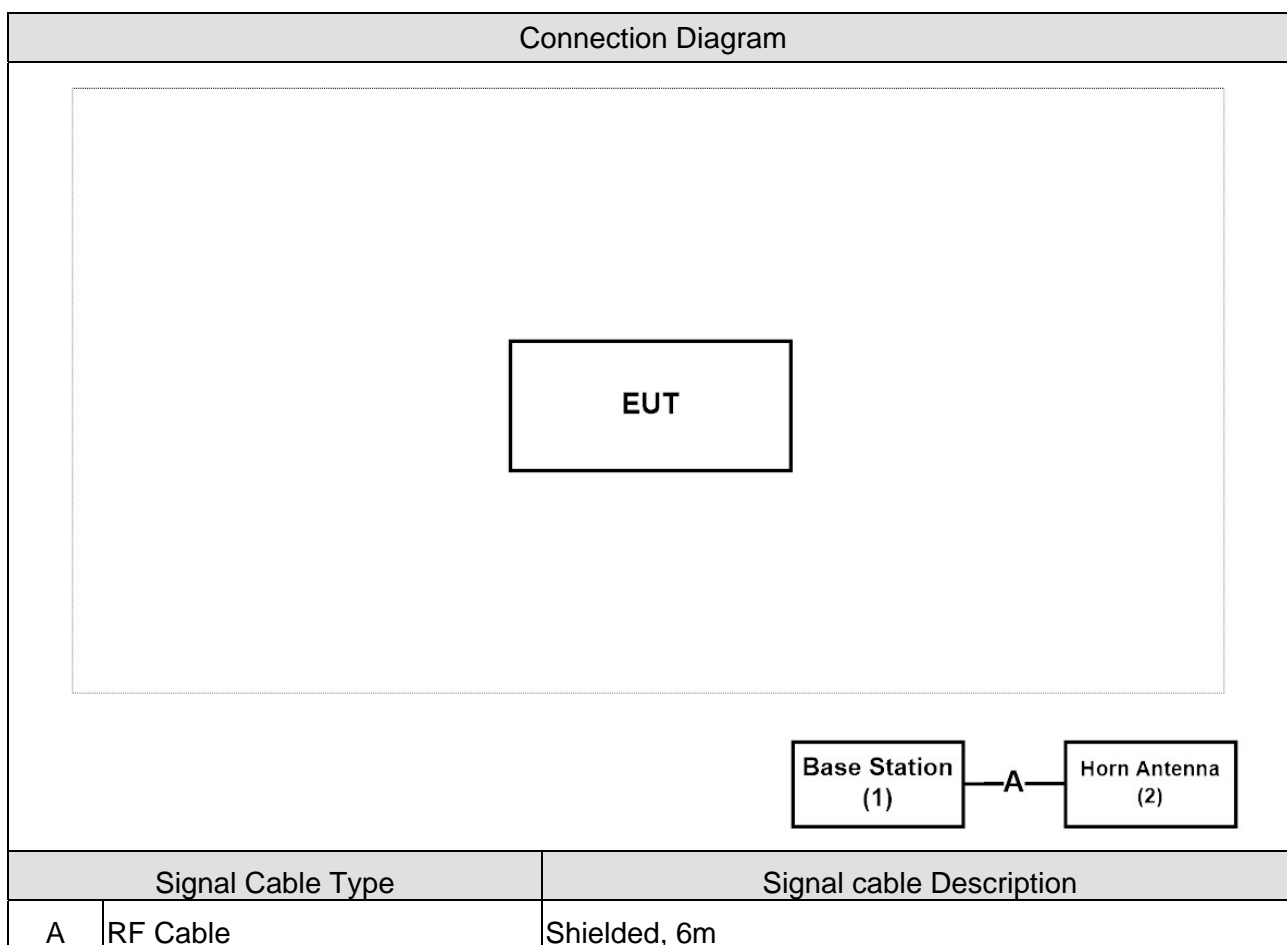 Connection Diagram
EUT
Base Station
(1)
A
Horn Antenna
(2)
Signal Cable Type
Signal cable Description
A
RF Cable
Shielded, 6m